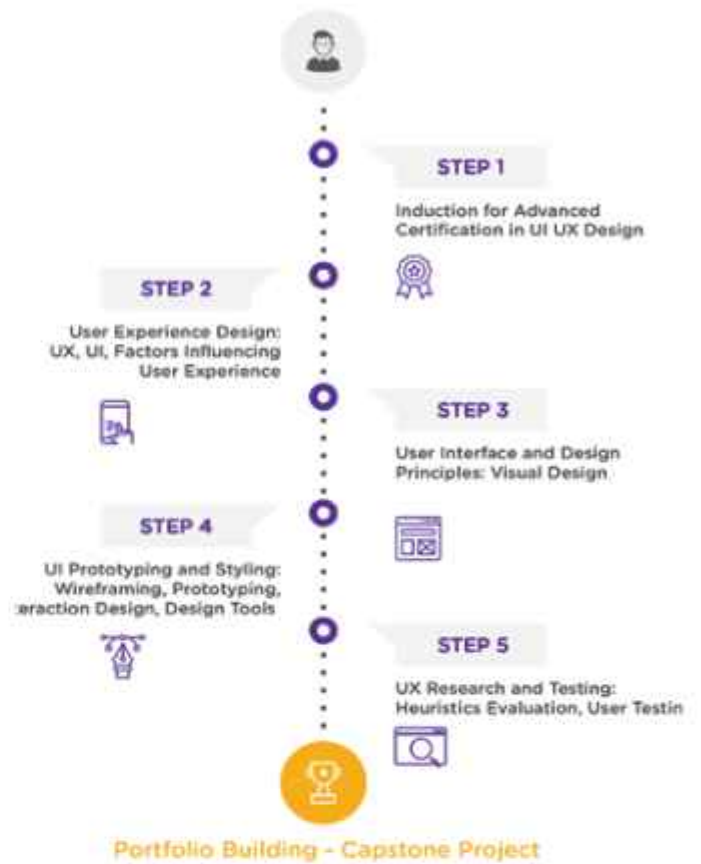 STEP 1
Induction for Advanced
Certification in UI UX Design
STEP 2
User Experience Design:
UX, UI, Factors Influencing
User Experience
STEP 3
User Interface and Design
Principles: Visual Design
STEP 4
UI Prototyping and Styling:
Wireframing, Prototyping,
eraction Design, Design Tools
STEP 5
UX Research and Testing:
Heuristics Evaluation, User Testin
Portfolio Building - Capstone Project